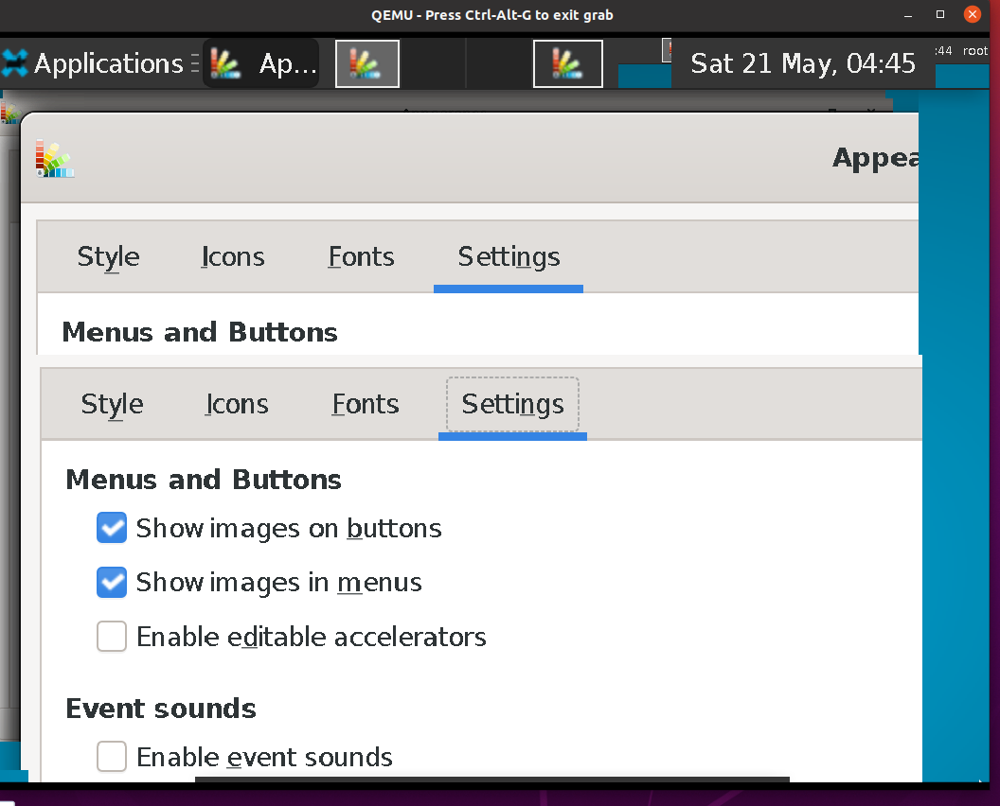 QEMU - Press Ctrl-Alt-G to exit grab
Applications Ap... Sat 21 May, 04:45 :44 root
Appea
Style Icons Fonts Settings
Menus and Buttons
Style Icons Fonts Settings
Menus and Buttons
Show images on buttons
Show images in menus
Enable editable accelerators
Event sounds
Enable event sounds